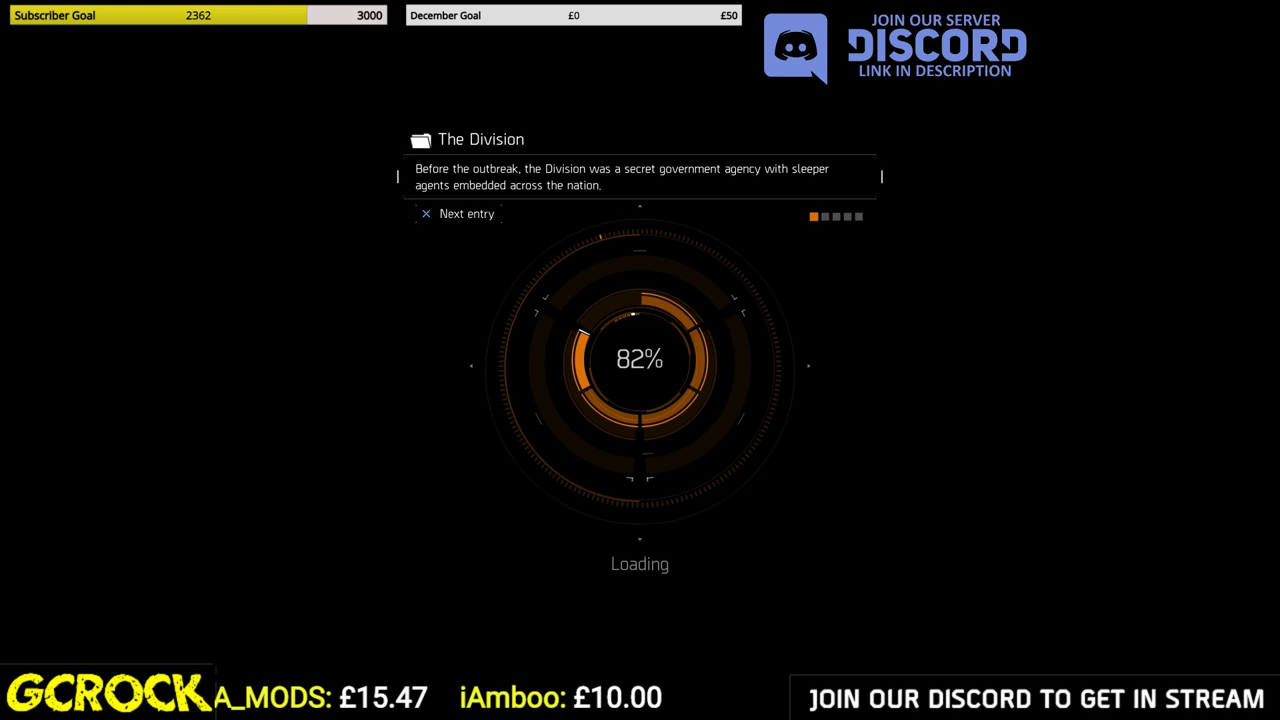 Subscriber Goal 2362 3000
December Goal £0 £50
JOIN OUR SERVER
DISCORD
LINK IN DESCRIPTION
The Division
Before the outbreak, the Division was a secret government agency with sleeper
agents embedded across the nation.
Next entry
82%
Loading
GCROCK A_MODS: £15.47 iAmboo: £10.00 JOIN OUR DISCORD TO GET IN STREAM